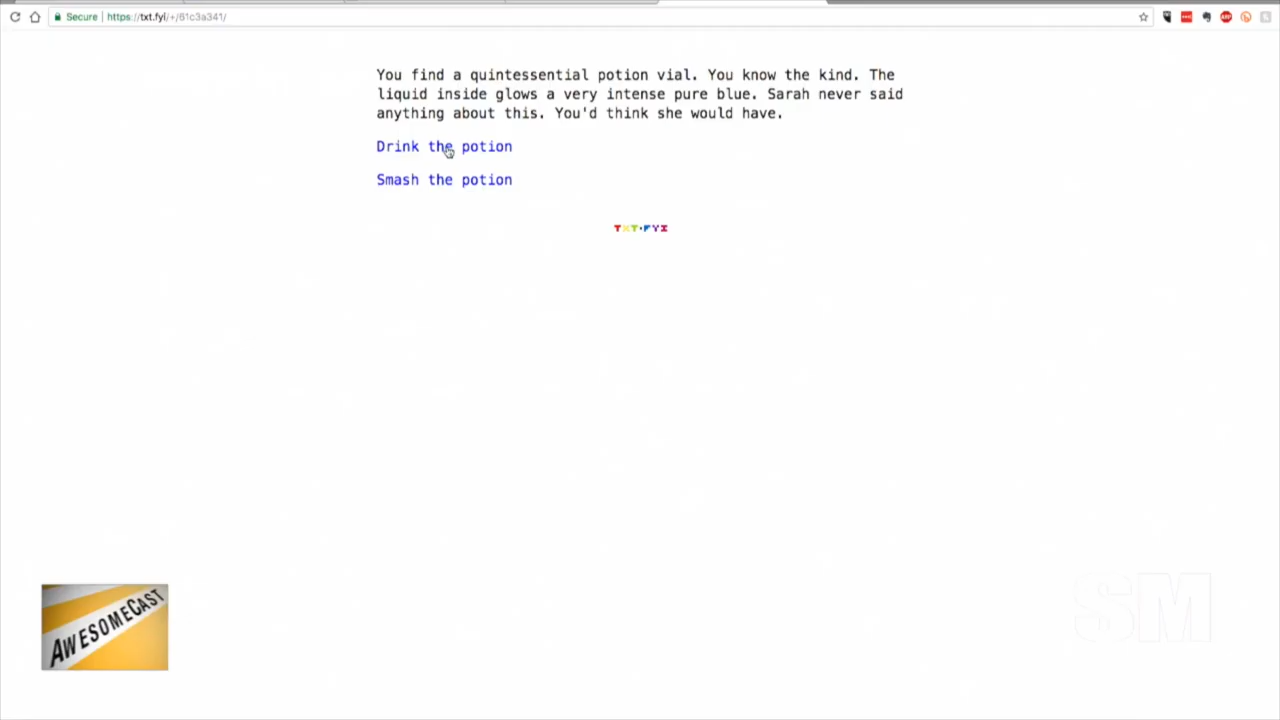 Secure
https://txt.fyi/+/61c3a341/
You find a quintessential potion vial. You know the kind. The
liquid inside glows a very intense pure blue. Sarah never said
anything about this. You'd think she would have.
Drink the potion
Smash the potion
TXT.FYI
AWESOMECAST
SM